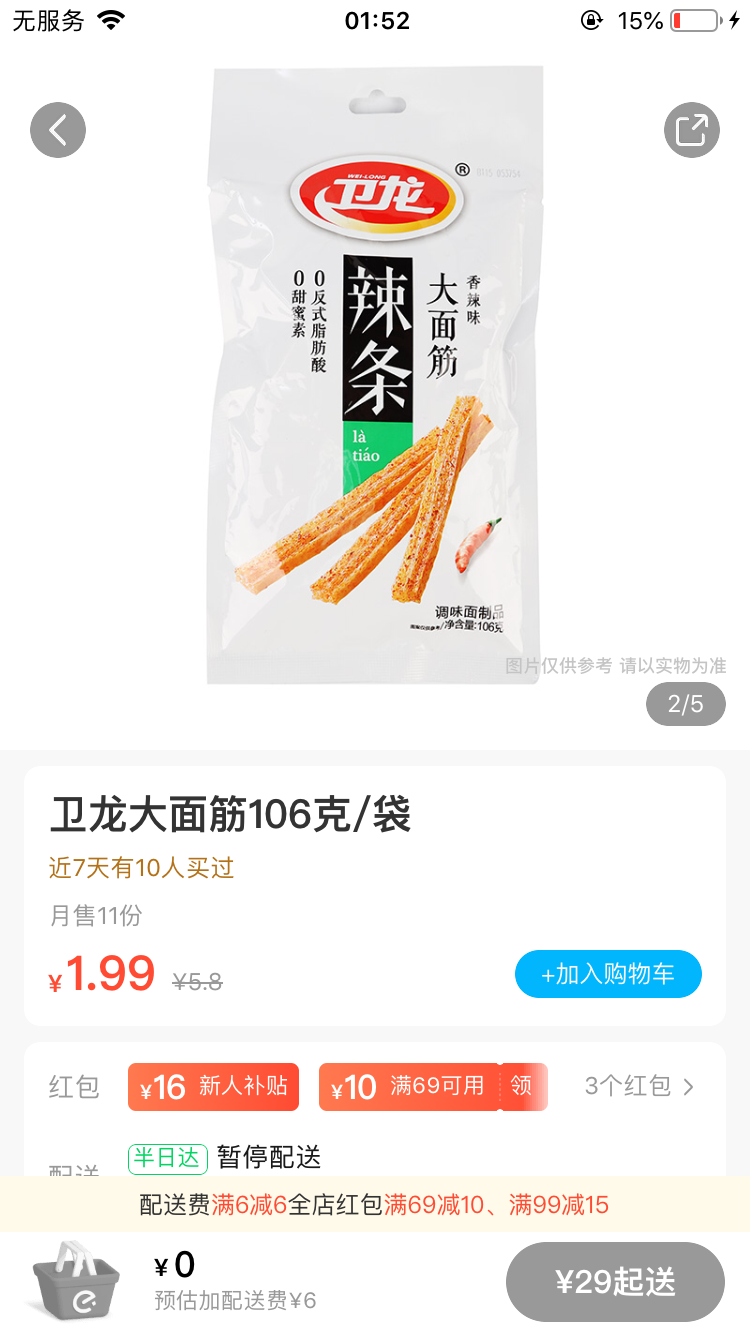 无服务
01:52
15%
WEI-LONG
卫龙
®
香辣味
大面筋
辣条
0反式脂肪酸
0甜蜜素
là
tiáo
调味面制品
净含量:106克
图片仅供参考 请以实物为准
2/5
卫龙大面筋106克/袋
近7天有10人买过
月售11份
¥1.99 ¥5.8
+加入购物车
红包 ¥16 新人补贴 ¥10 满69可用 领 3个红包
配送 半日达 暂停配送
配送费满6减6全店红包满69减10、满99减15
¥0
预估加配送费¥6
¥29起送